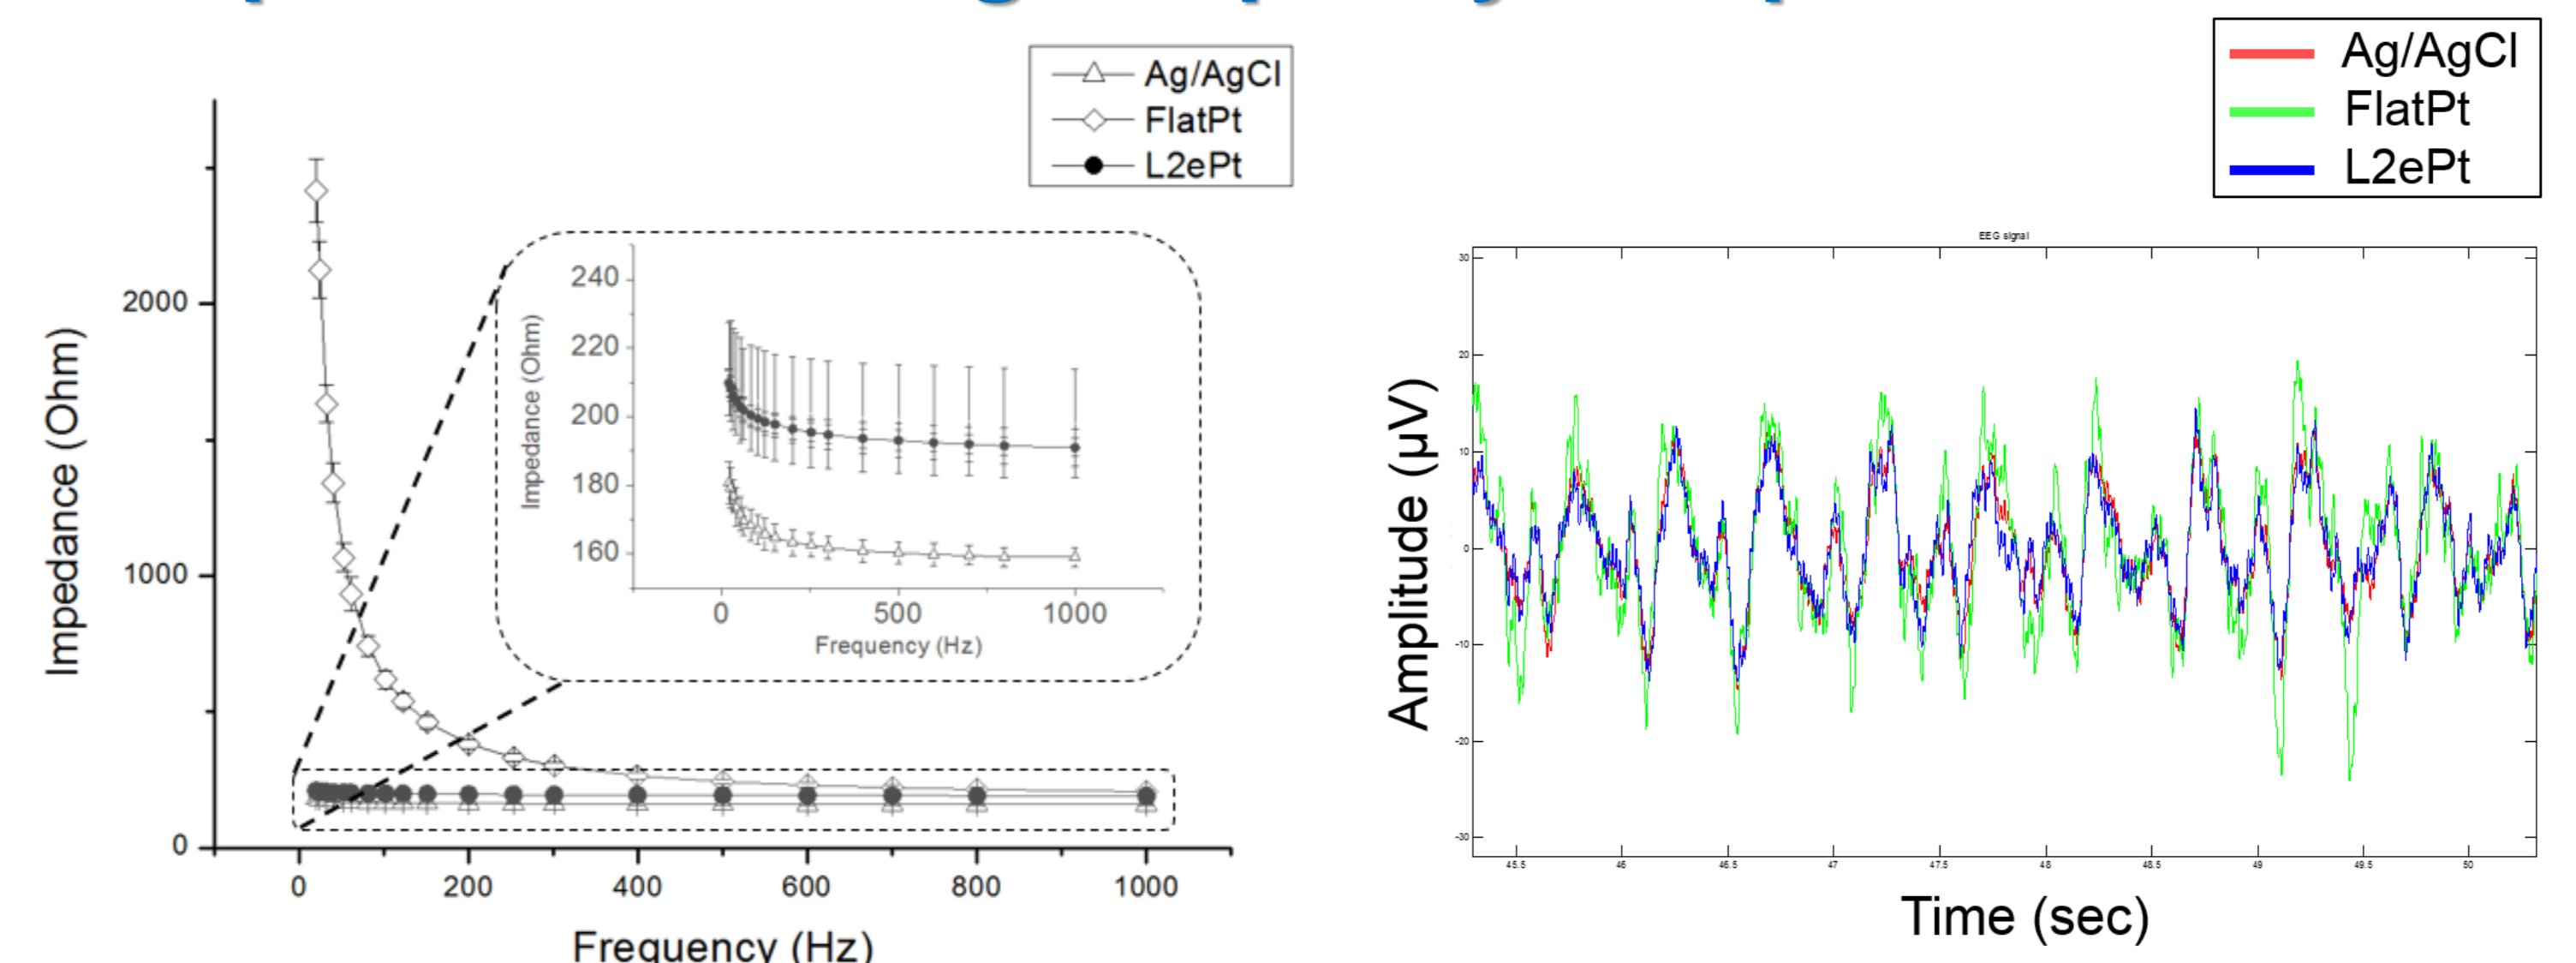 Ag/AgCl
FlatPt
L2ePt
Impedance (Ohm)
2000
1000
0
0 200 400 600 800 1000
Frequency (Hz)
Impedance (Ohm)
240
220
200
180
160
0 500 1000
Frequency (Hz)
Ag/AgCl
FlatPt
L2ePt
EEG signal
Amplitude (µV)
30
20
10
0
-10
-20
-30
45.5 46 46.5 47 47.5 48 48.5 49 49.5 50
Time (sec)